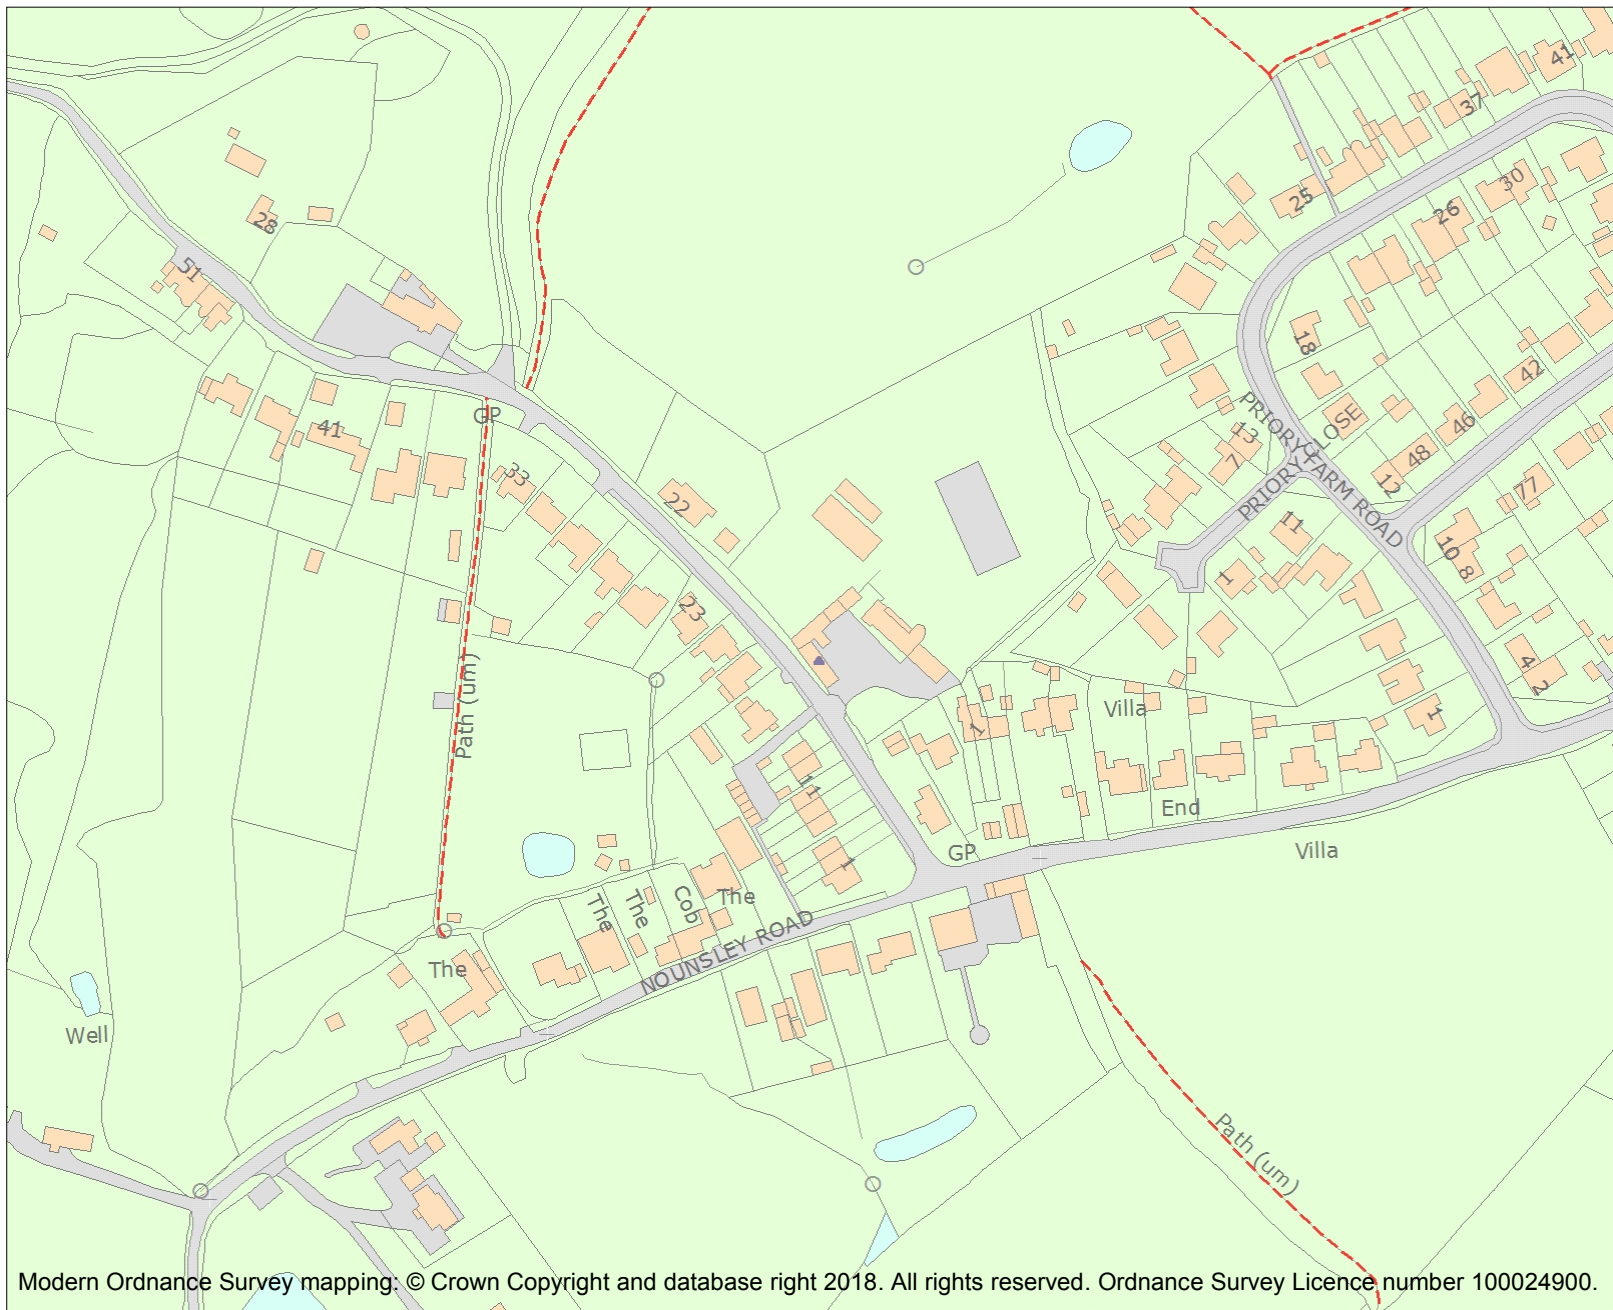 41
37
30
25
26
28
51
18
42
PRIORY FARM ROAD
PRIORY CLOSE
GP
41
13
46
7
48
33
12
77
22
11
10
8
1
23
4
2
Path (um)
Villa
1
1
11
End
GP
Villa
1
The
The
Cob
The
NOUNSLEY ROAD
The
Well
Path (um)
Modern Ordnance Survey mapping: © Crown Copyright and database right 2018. All rights reserved. Ordnance Survey Licence number 100024900.